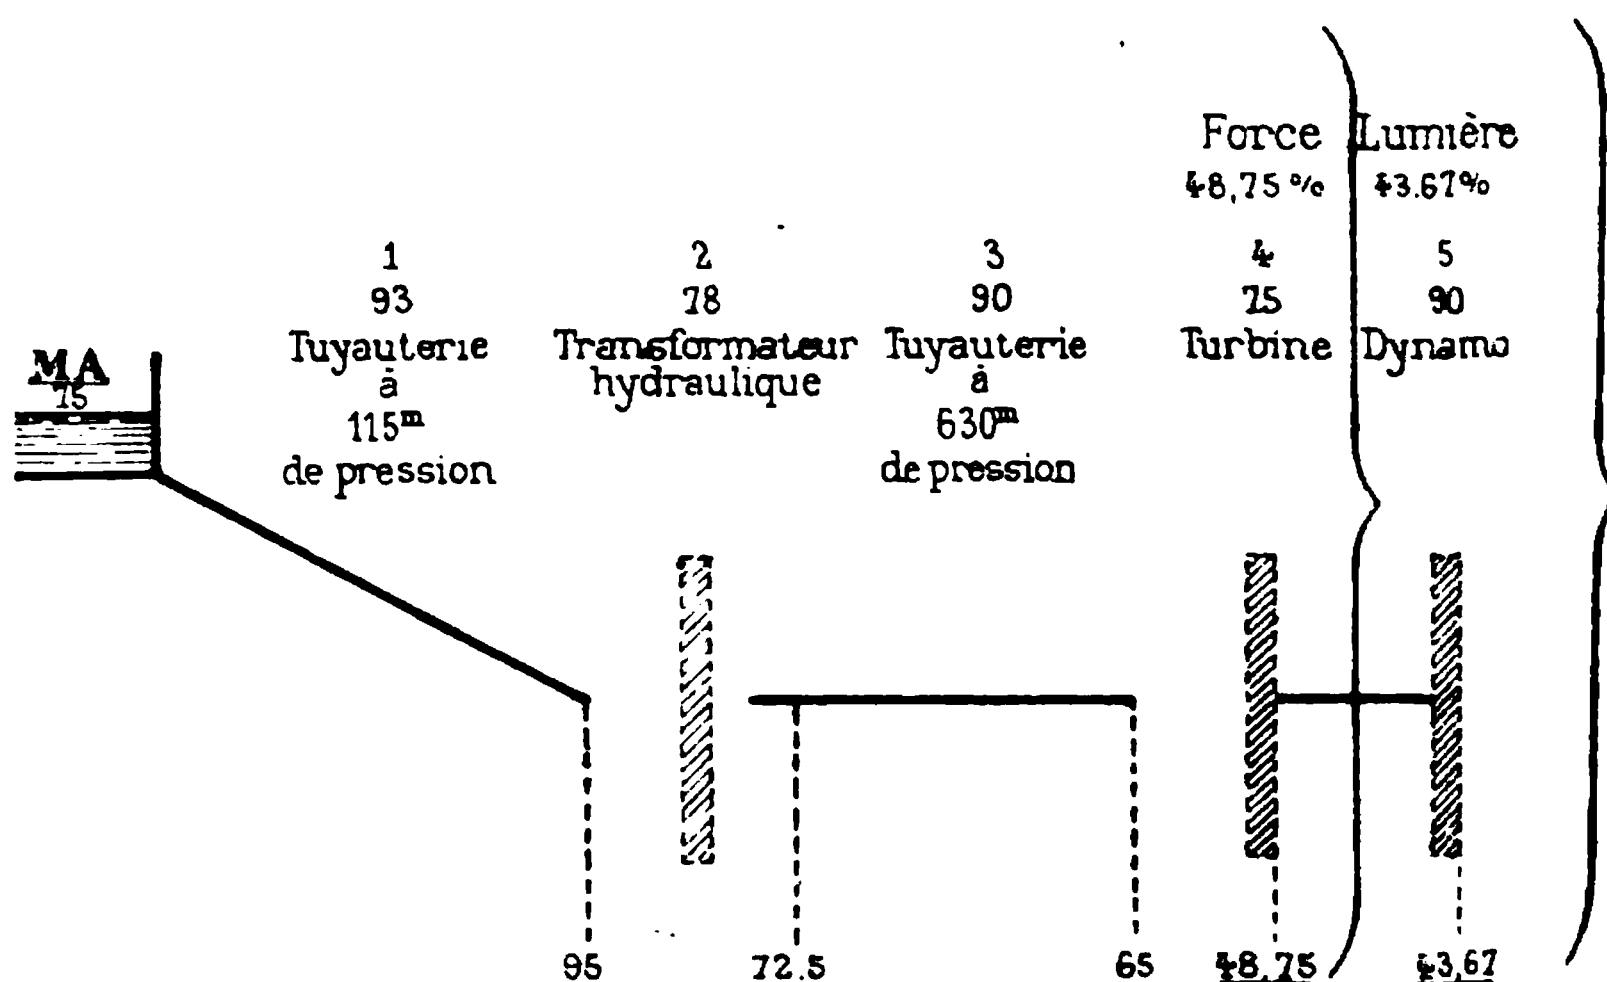 Force
48,75 %
Lumière
43.67%
MA
75
1
93
Tuyauterie
à
115m
de pression
2
78
Transformateur
hydraulique
3
90
Tuyauterie
à
630m
de pression
4
75
Turbine
5
90
Dynamo
95
72.5
65
48,75
43,67